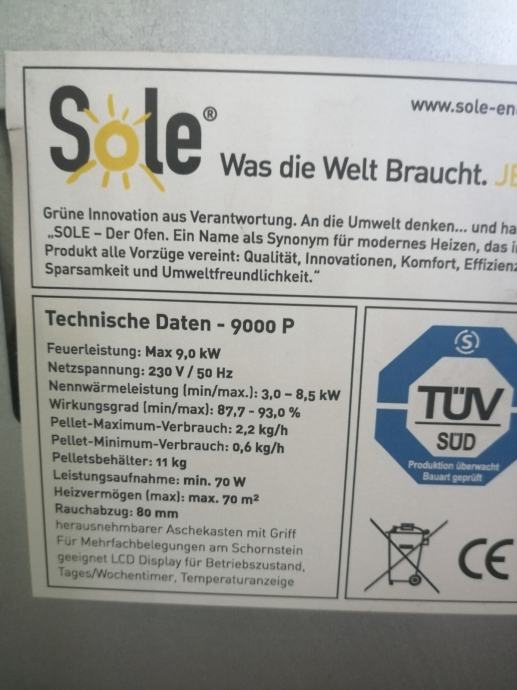 www.sole-en
Sole®
Was die Welt Braucht. JE
Grüne Innovation aus Verantwortung. An die Umwelt denken... und ha
„SOLE – Der Ofen. Ein Name als Synonym für modernes Heizen, das i
Produkt alle Vorzüge vereint: Qualität, Innovationen, Komfort, Effizienz
Sparsamkeit und Umweltfreundlichkeit.“
Technische Daten - 9000 P
Feuerleistung: Max 9,0 kW
Netzspannung: 230 V / 50 Hz
Nennwärmeleistung (min/max.): 3,0 – 8,5 kW
Wirkungsgrad (min/max): 87,7 - 93,0 %
Pellet-Maximum-Verbrauch: 2,2 kg/h
Pellet-Minimum-Verbrauch: 0,6 kg/h
Pelletsbehälter: 11 kg
Leistungsaufnahme: min. 70 W
Heizvermögen (max): max. 70 m²
Rauchabzug: 80 mm
herausnehmbarer Aschekasten mit Griff
Für Mehrfachbelegungen am Schornstein
geeignet LCD Display für Betriebszustand,
Tages/Wochentimer, Temperaturanzeige
S
TÜV
SÜD
Produktion überwacht
Bauart geprüft
CE